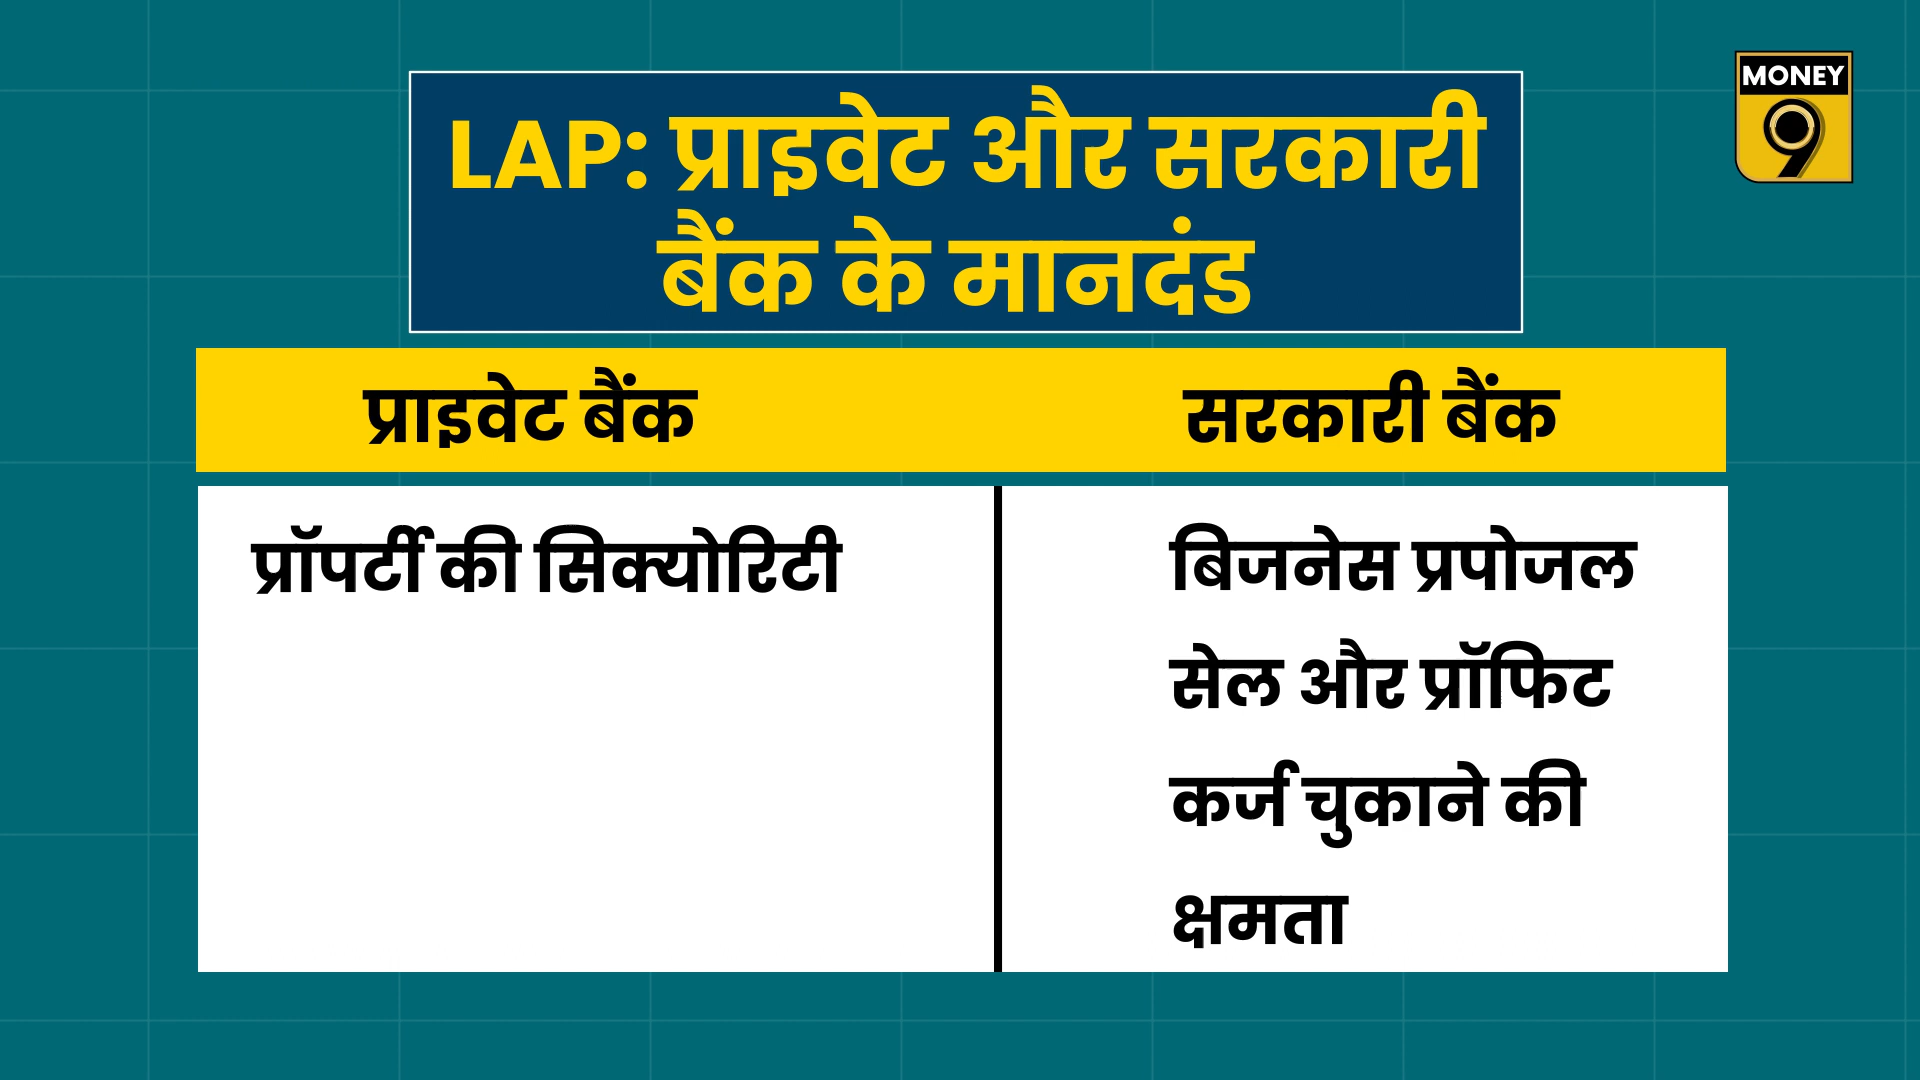 MONEY
9
LAP: प्राइवेट और सरकारी
बैंक के मानदंड
प्राइवेट बैंक
सरकारी बैंक
प्रॉपर्टी की सिक्योरिटी
बिजनेस प्रपोजल
सेल और प्रॉफिट
कर्ज चुकाने की
क्षमता